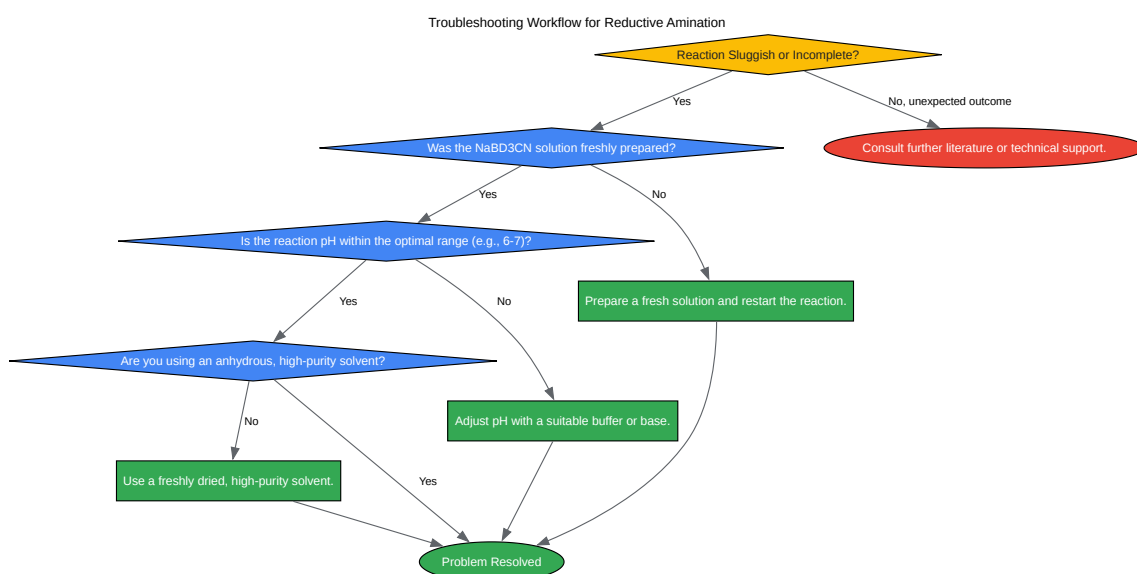 Troubleshooting Workflow for Reductive Amination
Reaction Sluggish or Incomplete?
Yes
No, unexpected outcome
Was the NaBD3CN solution freshly prepared?
Consult further literature or technical support.
Yes
No
Is the reaction pH within the optimal range (e.g., 6-7)?
Yes
No
Prepare a fresh solution and restart the reaction.
Are you using an anhydrous, high-purity solvent?
No
Adjust pH with a suitable buffer or base.
Use a freshly dried, high-purity solvent.
Yes
Problem Resolved